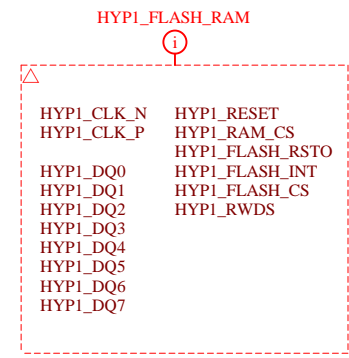 HYP1_FLASH_RAM
i
HYP1_CLK_N HYP1_RESET
HYP1_CLK_P HYP1_RAM_CS
HYP1_FLASH_RSTO
HYP1_DQ0 HYP1_FLASH_INT
HYP1_DQ1 HYP1_FLASH_CS
HYP1_DQ2 HYP1_RWDS
HYP1_DQ3
HYP1_DQ4
HYP1_DQ5
HYP1_DQ6
HYP1_DQ7